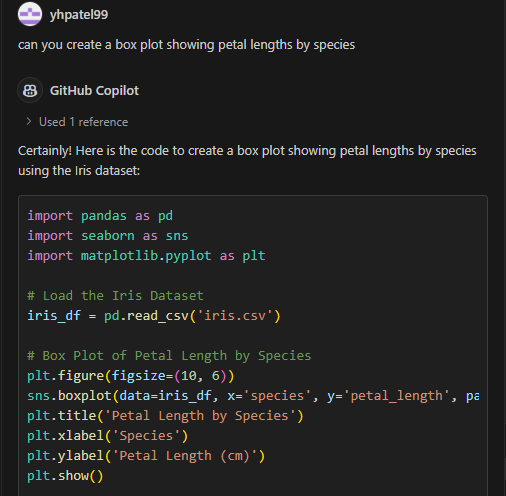 yhpatel99
can you create a box plot showing petal lengths by species
GitHub Copilot
Used 1 reference
Certainly! Here is the code to create a box plot showing petal lengths by species
using the Iris dataset:
import pandas as pd
import seaborn as sns
import matplotlib.pyplot as plt
# Load the Iris Dataset
iris_df = pd.read_csv('iris.csv')
# Box Plot of Petal Length by Species
plt.figure(figsize=(10, 6))
sns.boxplot(data=iris_df, x='species', y='petal_length', pa
plt.title('Petal Length by Species')
plt.xlabel('Species')
plt.ylabel('Petal Length (cm)')
plt.show()